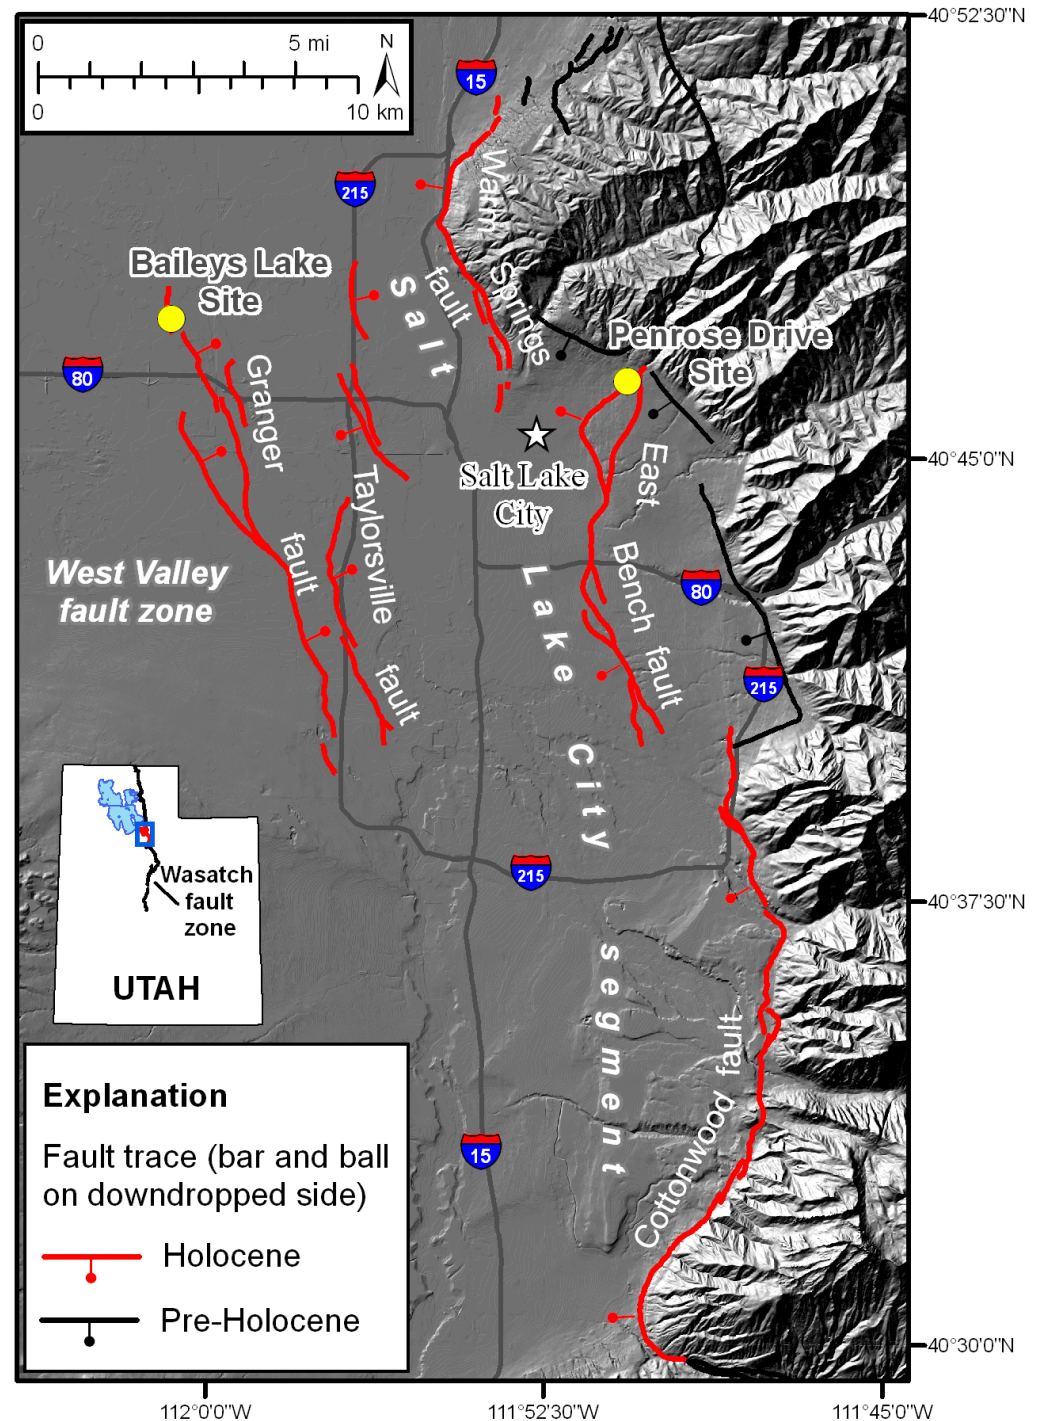 40°52'30"N
0
5 mi
N
0
10 km
15
215
Warm
Springs
fault
Baileys Lake
Site
Salt
Penrose Drive
Site
80
Granger
fault
East
Bench fault
40°45'0"N
Salt Lake
City
Taylorsville
fault
West Valley
fault zone
Lake
80
215
City
Wasatch
fault
zone
UTAH
215
40°37'30"N
segment
Cottonwood fault
Explanation
Fault trace (bar and ball
on downdropped side)
Holocene
Pre-Holocene
15
40°30'0"N
112°0'0"W
111°52'30"W
111°45'0"W